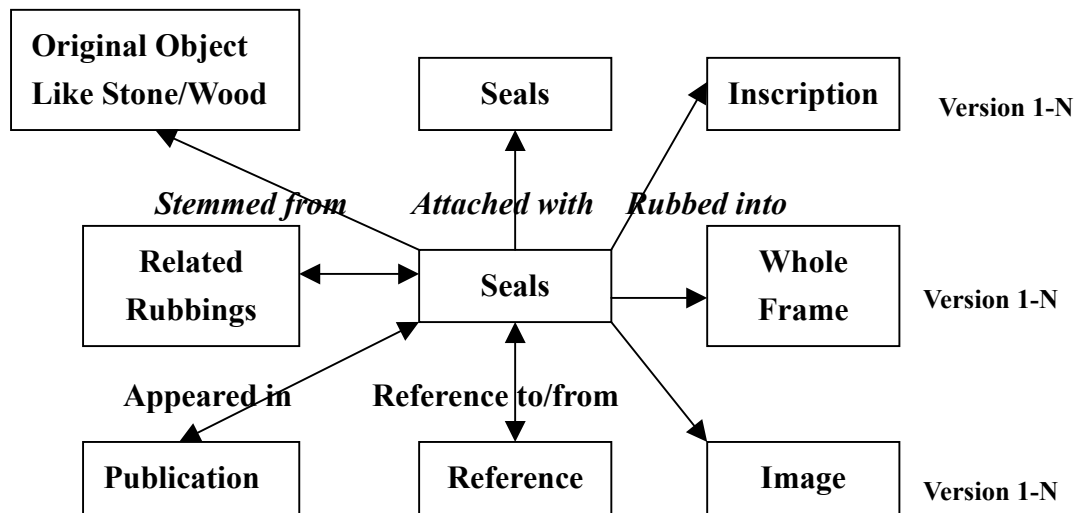 Original Object
Like Stone/Wood
Seals
Inscription
Version 1-N
Stemmed from
Attached with
Rubbed into
Related
Rubbings
Seals
Whole
Frame
Version 1-N
Appeared in
Reference to/from
Publication
Reference
Image
Version 1-N